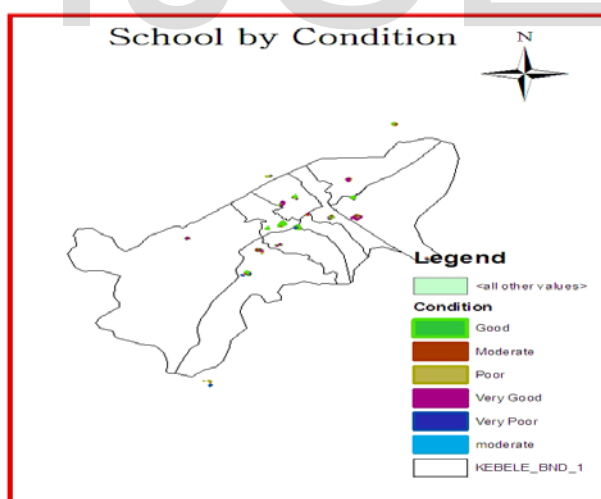 School by Condition
N
Legend
<all other values>
Condition
Good
Moderate
Poor
Very Good
Very Poor
moderate
KEBELE_BND_1